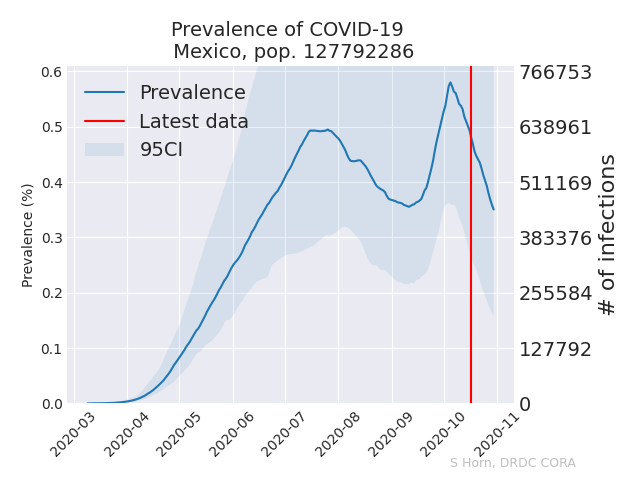 Prevalence of COVID-19
Mexico, pop. 127792286
Prevalence
Latest data
95CI
Prevalence (%)
0.6
0.5
0.4
0.3
0.2
0.1
0.0
766753
638961
511169
383376
255584
127792
0
# of infections
2020-03
2020-04
2020-05
2020-06
2020-07
2020-08
2020-09
2020-10
2020-11
S Horn, DRDC CORA